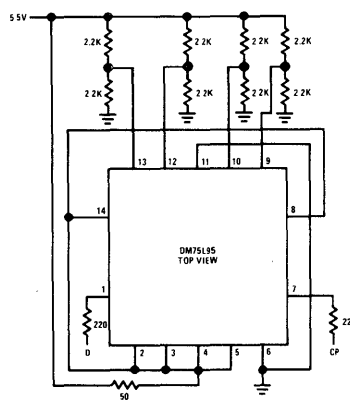 5 5V
2.2K 2 2K 2 2K 2.2K
2 2K 2 2K 2 2K 2 2K
13 12 11 10 9
14 8
DM75L95
TOP VIEW
1 7
220 22
D CP
2 3 4 5 6
50